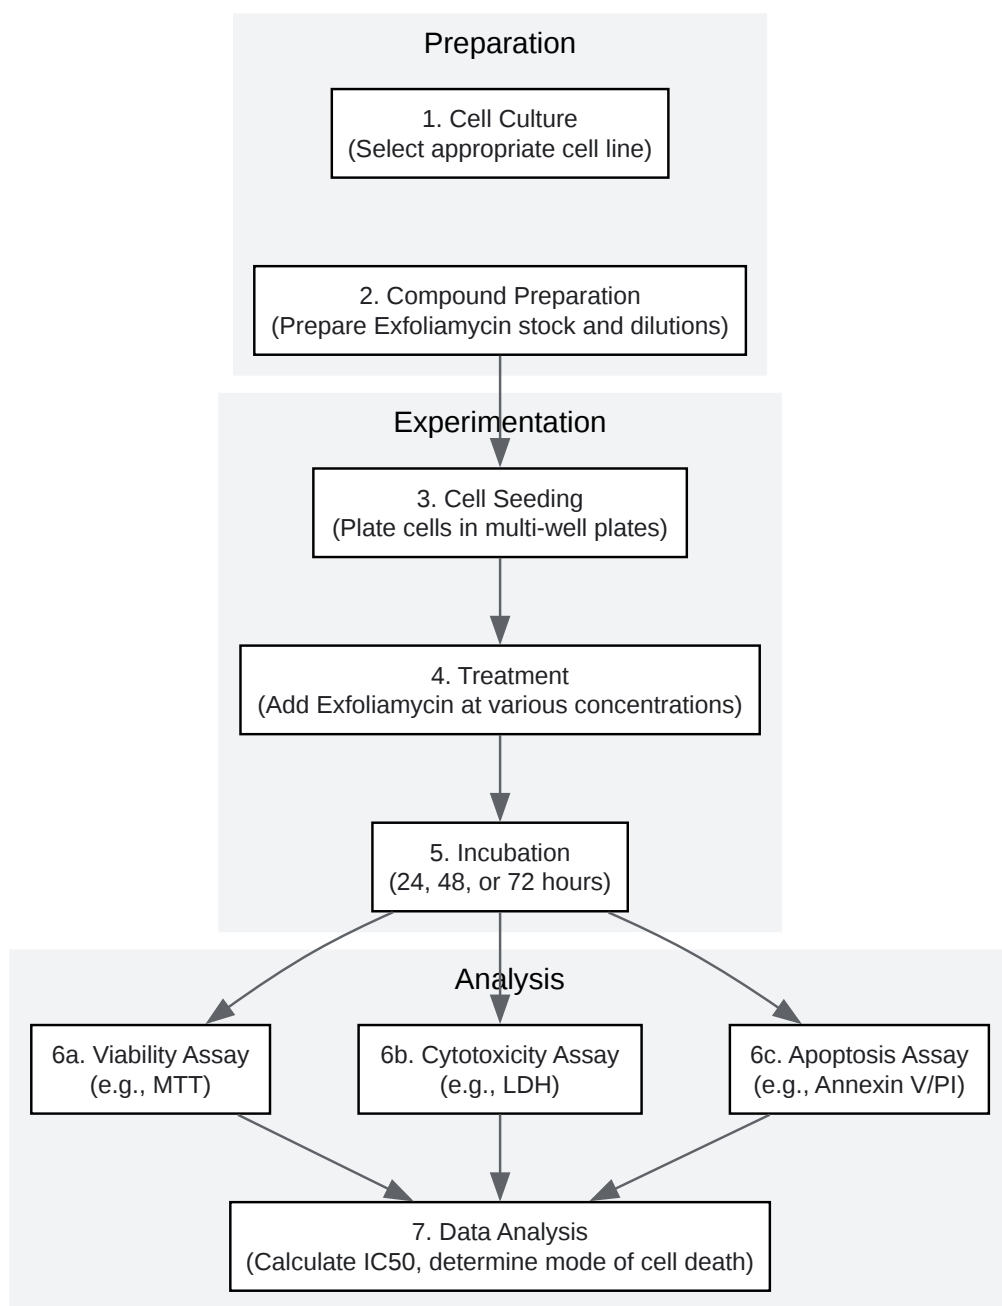 Preparation
1. Cell Culture
(Select appropriate cell line)
2. Compound Preparation
(Prepare Exfoliamycin stock and dilutions)
Experimentation
3. Cell Seeding
(Plate cells in multi-well plates)
4. Treatment
(Add Exfoliamycin at various concentrations)
5. Incubation
(24, 48, or 72 hours)
Analysis
6a. Viability Assay
(e.g., MTT)
6b. Cytotoxicity Assay
(e.g., LDH)
6c. Apoptosis Assay
(e.g., Annexin V/PI)
7. Data Analysis
(Calculate IC50, determine mode of cell death)